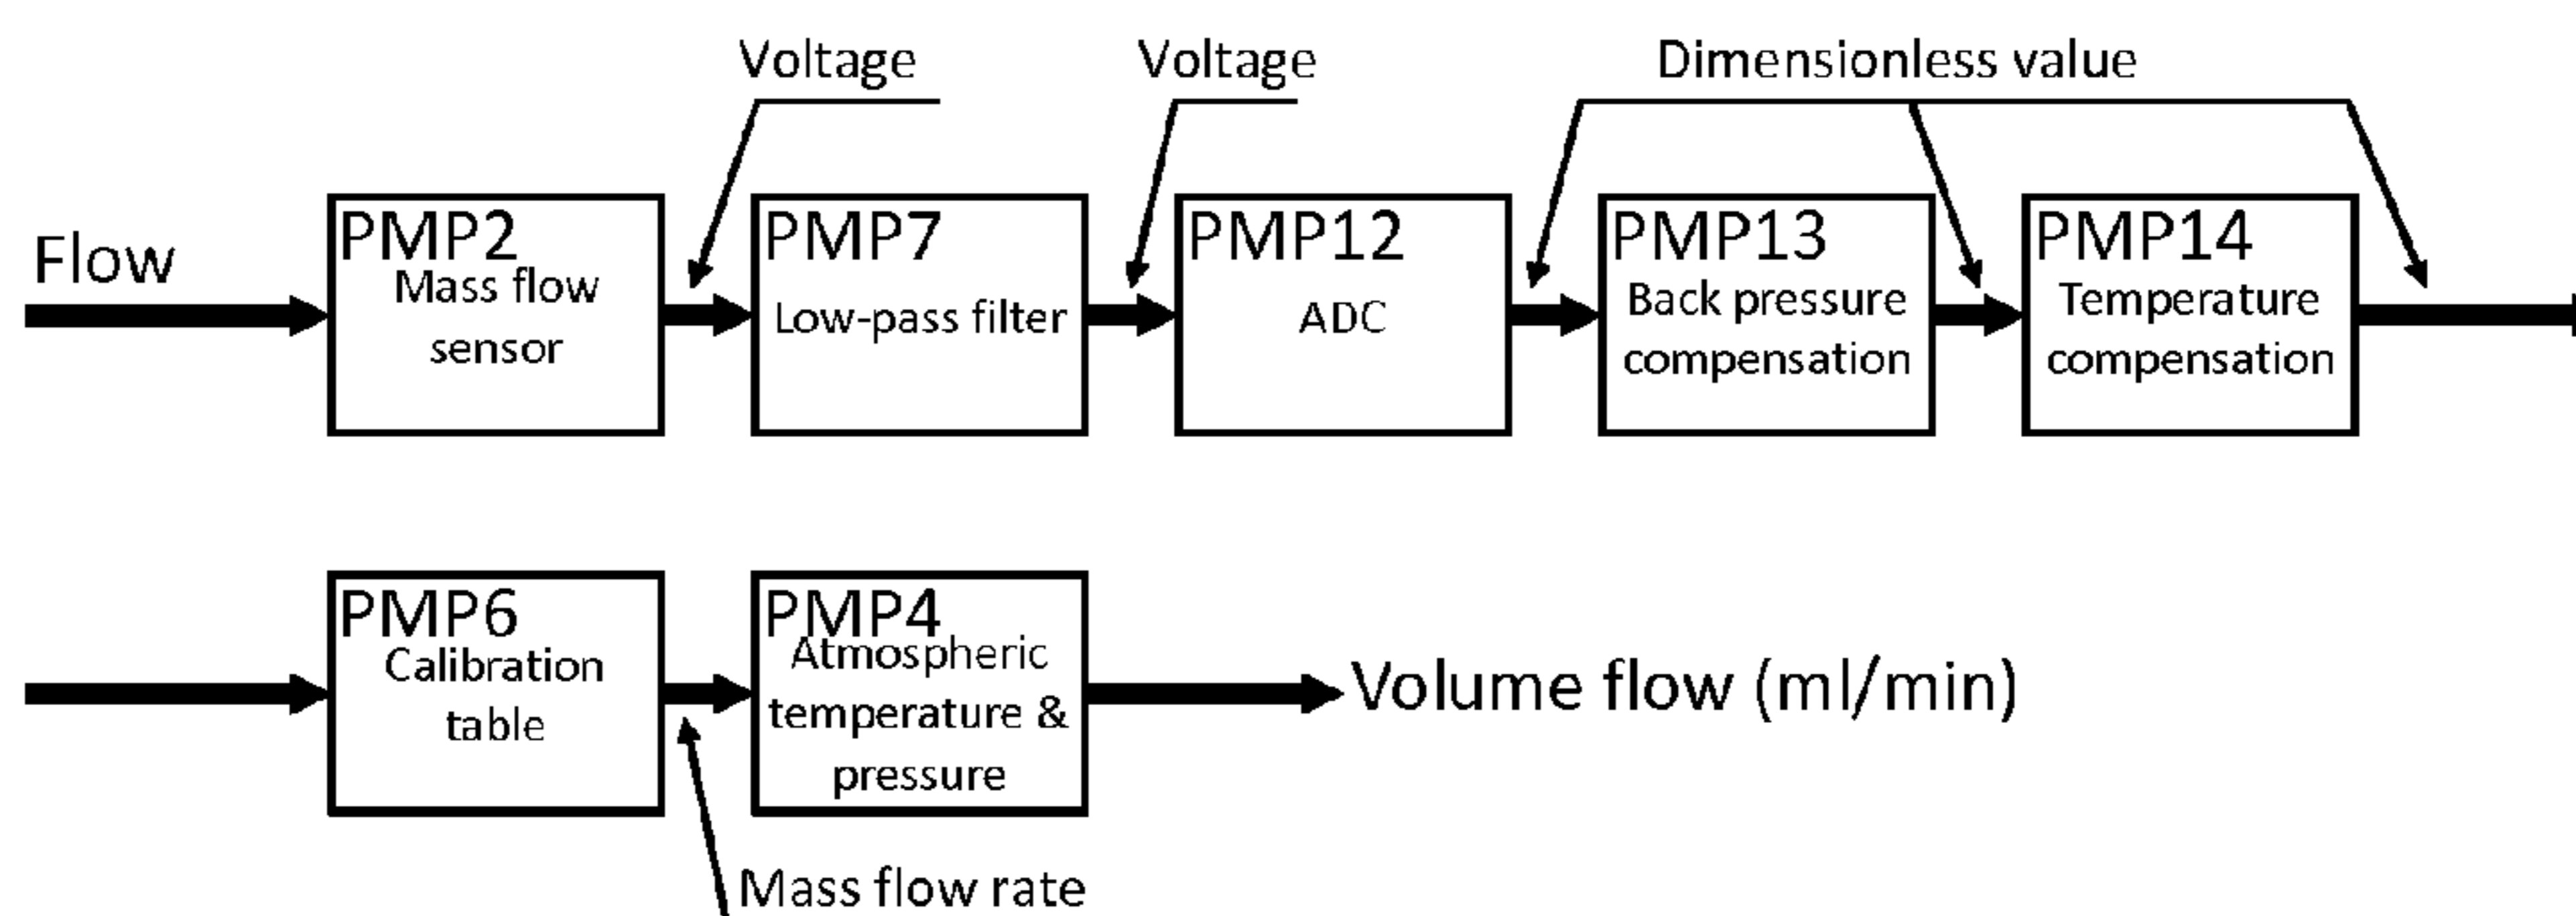 Voltage
Voltage
Dimensionless value
Flow
PMP2
Mass flow
sensor
PMP7
Low-pass filter
PMP12
ADC
PMP13
Back pressure
compensation
PMP14
Temperature
compensation
PMP6
Calibration
table
PMP4
Atmospheric
temperature &
pressure
Volume flow (ml/min)
Mass flow rate